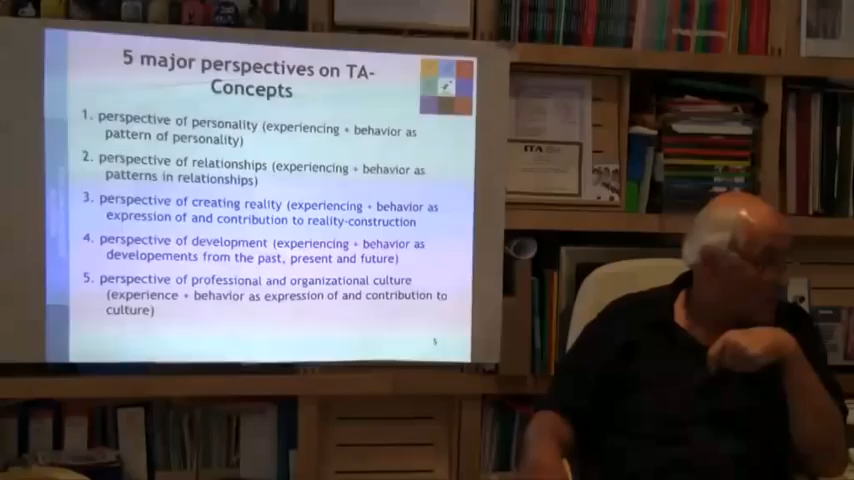 5 major perspectives on TA-
Concepts
1. perspective of personality (experiencing + behavior as
pattern of personality)
2. perspective of relationships (experiencing + behavior as
patterns in relationships)
3. perspective of creating reality (experiencing + behavior as
expression of and contribution to reality-construction
4. perspective of development (experiencing + behavior as
developements from the past, present and future)
5. perspective of professional and organizational culture
(experience + behavior as expression of and contribution to
culture)
5
ITA